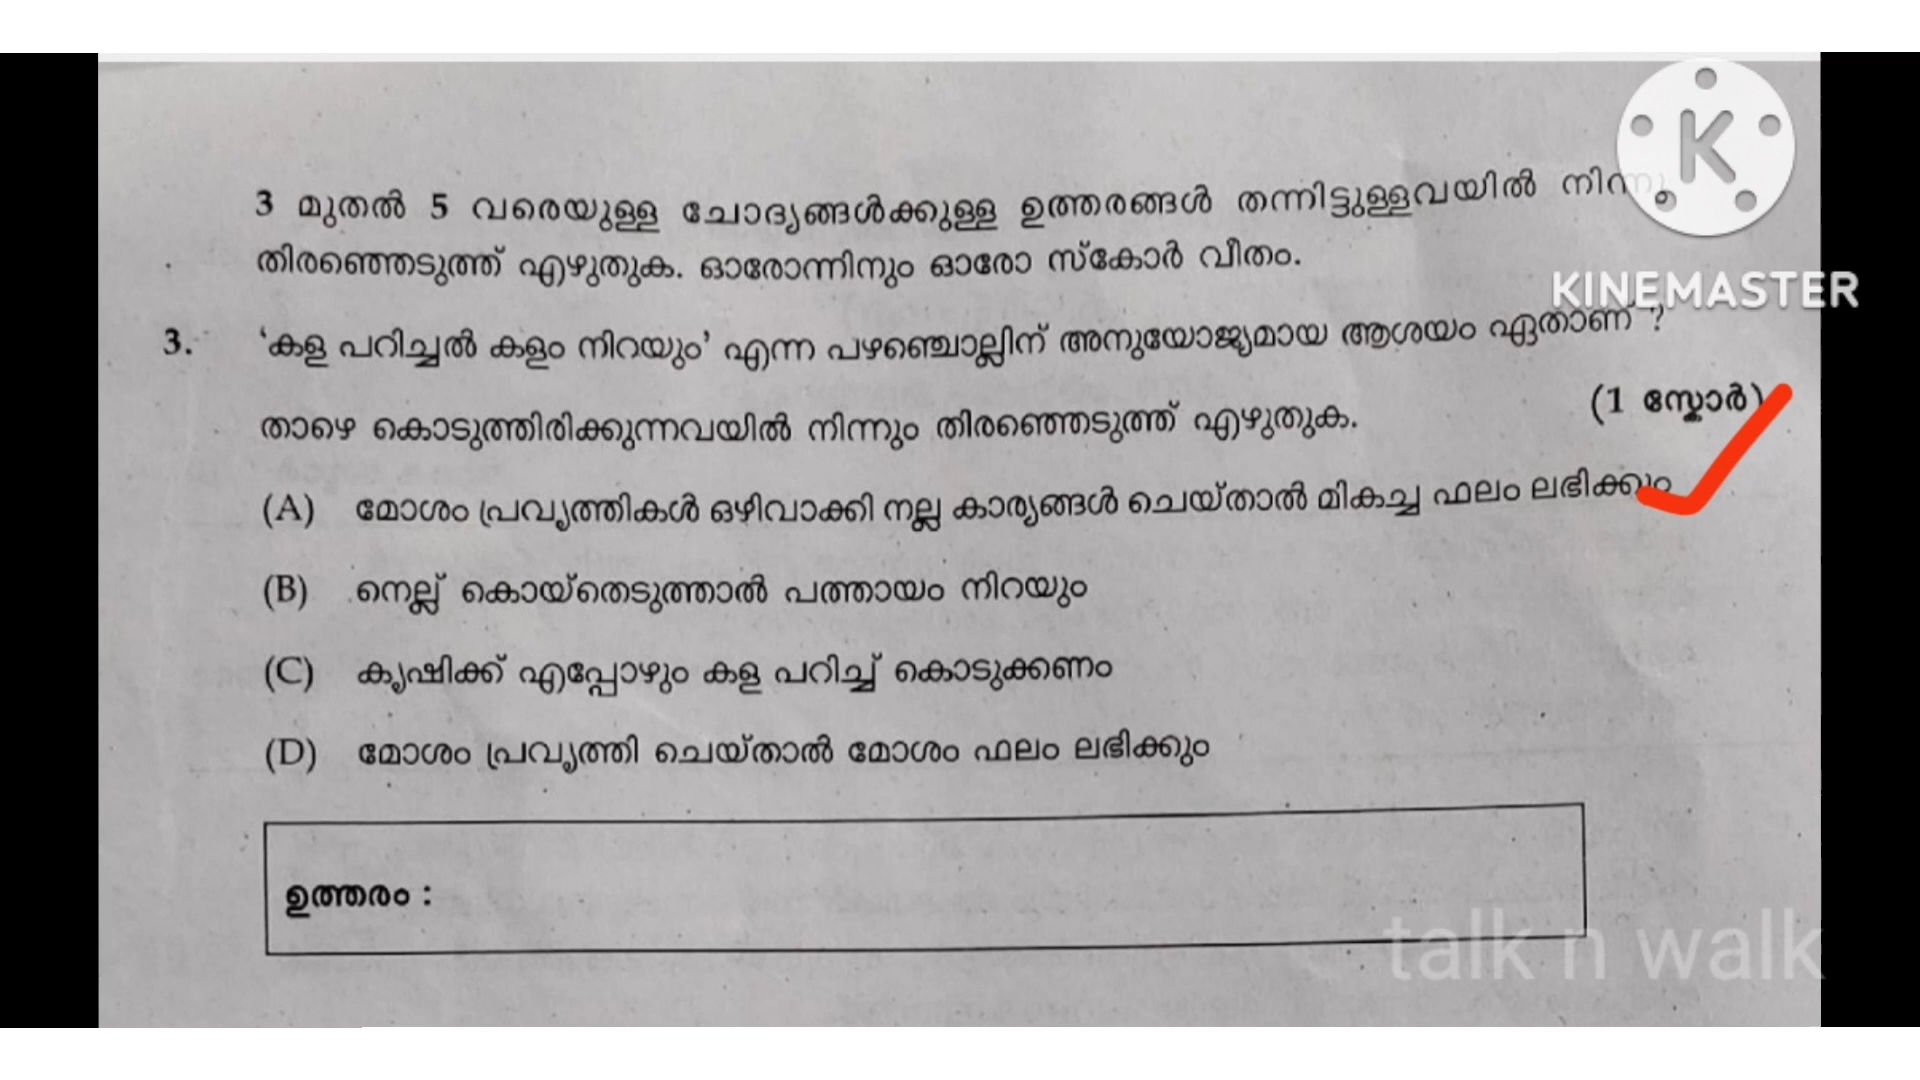 3 മുതൽ 5 വരെയുള്ള ചോദ്യങ്ങൾക്കുള്ള ഉത്തരങ്ങൾ തന്നിട്ടുള്ളവയിൽ നിന്നു
തിരഞ്ഞെടുത്ത് എഴുതുക. ഓരോന്നിനും ഓരോ സ്കോർ വീതം.
KINEMASTER
3. 'കള പറിച്ചൽ കളം നിറയും' എന്ന പഴഞ്ചൊല്ലിന് അനുയോജ്യമായ ആശയം ഏതാണ് ?
(1 സ്കോർ)
താഴെ കൊടുത്തിരിക്കുന്നവയിൽ നിന്നും തിരഞ്ഞെടുത്ത് എഴുതുക.
(A) മോശം പ്രവൃത്തികൾ ഒഴിവാക്കി നല്ല കാര്യങ്ങൾ ചെയ്താൽ മികച്ച ഫലം ലഭിക്കും
(B) നെല്ല് കൊയ്തെടുത്താൽ പത്തായം നിറയും
(C) കൃഷിക്ക് എപ്പോഴും കള പറിച്ച് കൊടുക്കണം
(D) മോശം പ്രവൃത്തി ചെയ്താൽ മോശം ഫലം ലഭിക്കും
ഉത്തരം :
talk n walk